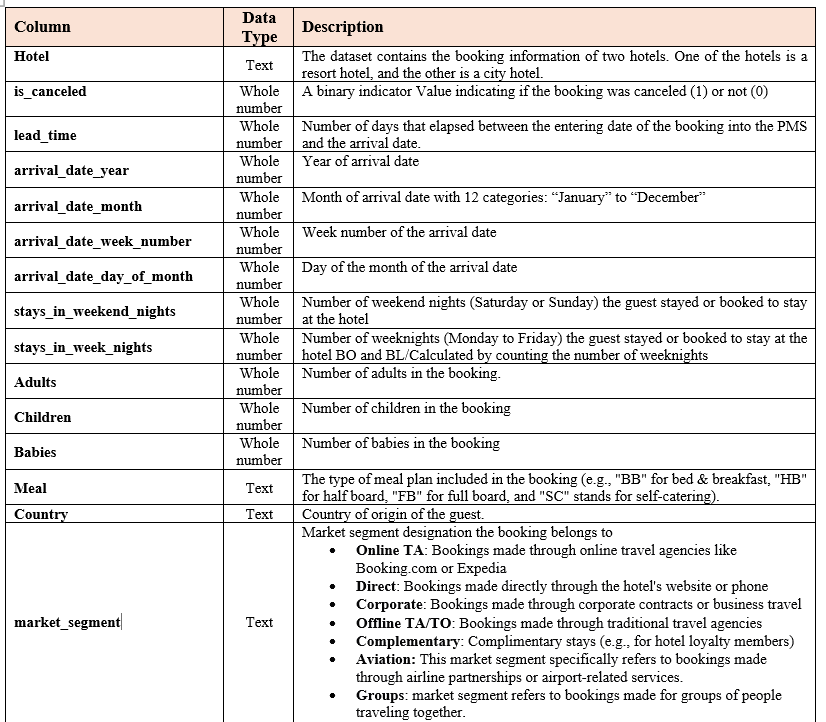 Column Data Type Description
Hotel Text The dataset contains the booking information of two hotels. One of the hotels is a
resort hotel, and the other is a city hotel.
is_canceled Whole number A binary indicator Value indicating if the booking was canceled (1) or not (0)
lead_time Whole number Number of days that elapsed between the entering date of the booking into the PMS
and the arrival date.
arrival_date_year Whole number Year of arrival date
arrival_date_month Whole number Month of arrival date with 12 categories: “January” to “December”
arrival_date_week_number Whole number Week number of the arrival date
arrival_date_day_of_month Whole number Day of the month of the arrival date
stays_in_weekend_nights Whole number Number of weekend nights (Saturday or Sunday) the guest stayed or booked to stay
at the hotel
stays_in_week_nights Whole number Number of weeknights (Monday to Friday) the guest stayed or booked to stay at the
hotel BO and BL/Calculated by counting the number of weeknights
Adults Whole number Number of adults in the booking.
Children Whole number Number of children in the booking
Babies Whole number Number of babies in the booking
Meal Text The type of meal plan included in the booking (e.g., "BB" for bed & breakfast, "HB"
for half board, "FB" for full board, and "SC" stands for self-catering).
Country Text Country of origin of the guest.
market_segment Text Market segment designation the booking belongs to
• Online TA: Bookings made through online travel agencies like
Booking.com or Expedia
• Direct: Bookings made directly through the hotel's website or phone
• Corporate: Bookings made through corporate contracts or business travel
• Offline TA/TO: Bookings made through traditional travel agencies
• Complementary: Complimentary stays (e.g., for hotel loyalty members)
• Aviation: This market segment specifically refers to bookings made
through airline partnerships or airport-related services.
• Groups: market segment refers to bookings made for groups of people
traveling together.